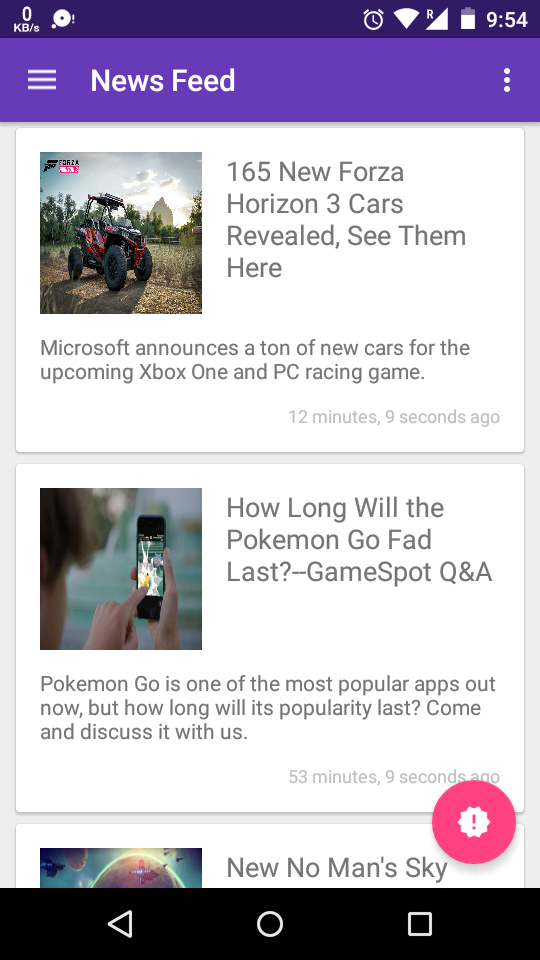 0
KB/s
R
9:54
News Feed
FORZA
165 New Forza
Horizon 3 Cars
Revealed, See Them
Here
Microsoft announces a ton of new cars for the
upcoming Xbox One and PC racing game.
12 minutes, 9 seconds ago
How Long Will the
Pokemon Go Fad
Last?--GameSpot Q&A
Pokemon Go is one of the most popular apps out
now, but how long will its popularity last? Come
and discuss it with us.
53 minutes, 9 seconds ago
New No Man's Sky